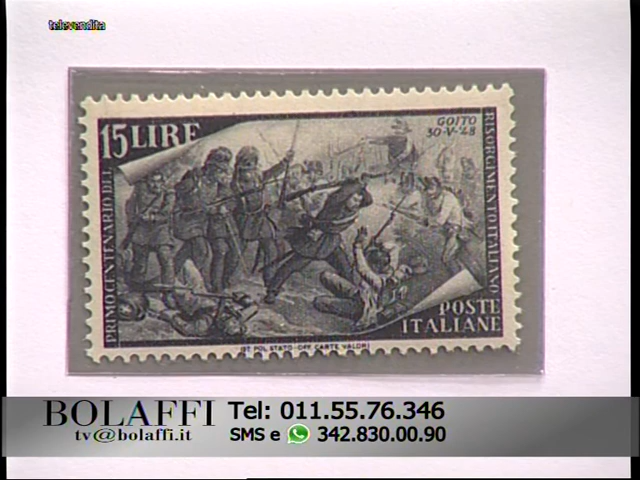 televendita
15 LIRE
GOITO
30-V-'48
PRIMO CENTENARIO DEL
RISORGIMENTO ITALIANO
POSTE
ITALIANE
IST. POL. STATO-OFF. CARTE VALORI
BOLAFFI
tv@bolaffi.it
Tel: 011.55.76.346
SMS e 342.830.00.90